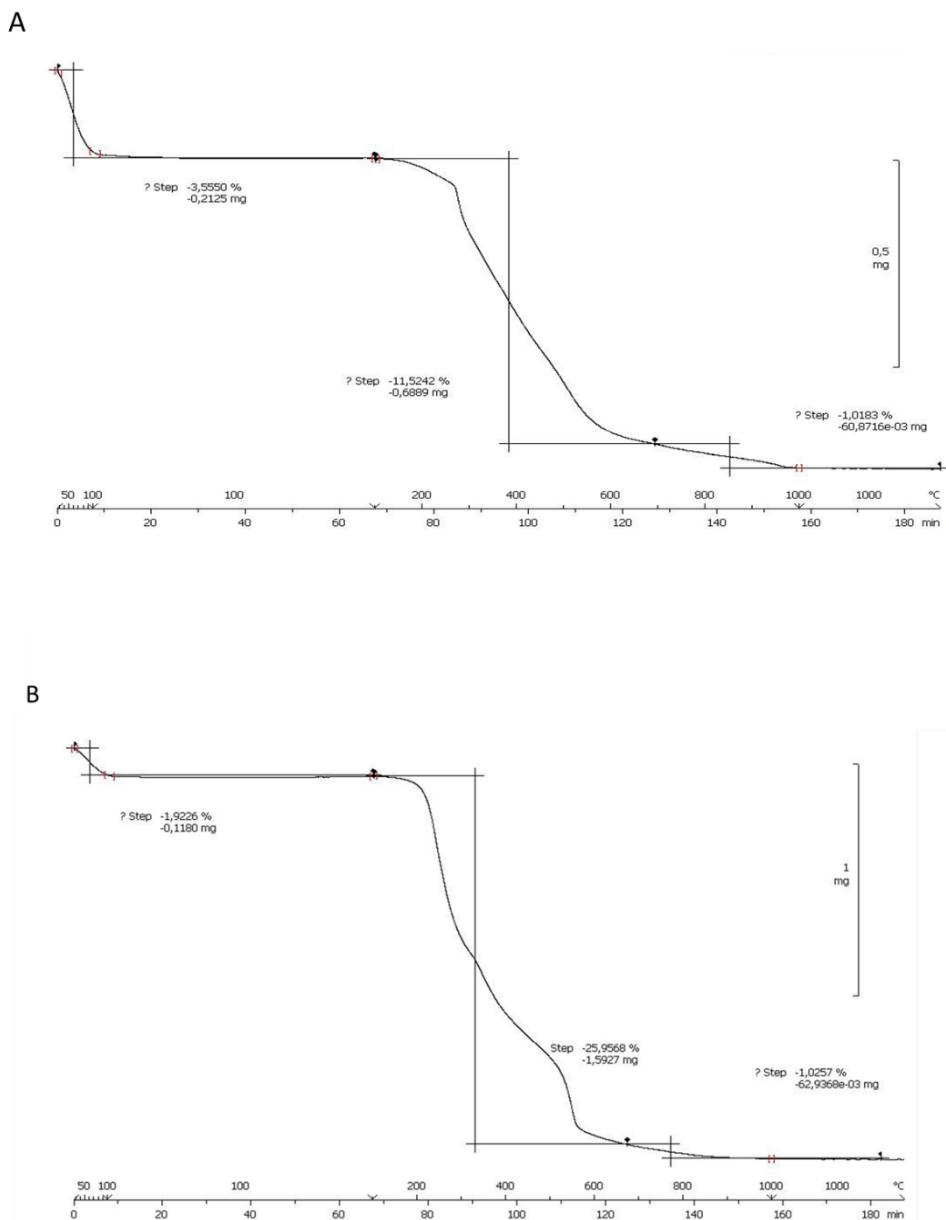 A
? Step -3,5550 %
-0,2125 mg
0,5
mg
? Step -11,5242 %
-0,6889 mg
? Step -1,0183 %
-60,8716e-03 mg
50 100 100 200 400 600 800 1000 1000 °C
0 20 40 60 80 100 120 140 160 180 min
B
? Step -1,9226 %
-0,1180 mg
1
mg
Step -25,9568 %
-1,5927 mg
? Step -1,0257 %
-62,9368e-03 mg
50 100 100 200 400 600 800 1000 1000 °C
0 20 40 60 80 100 120 140 160 180 min